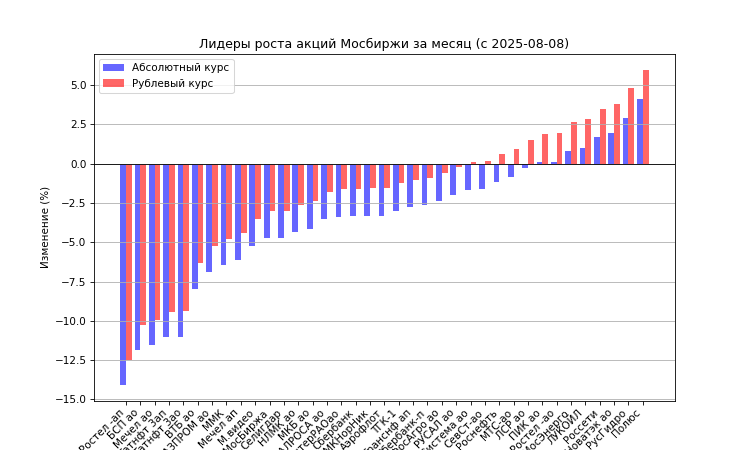 Лидеры роста акций Мосбиржи за месяц (с 2025-08-08)
Абсолютный курс
Рублевый курс
Изменение (%)
5.0
2.5
0.0
−2.5
−5.0
−7.5
−10.0
−12.5
−15.0
Ростел -ап
БСП ао
Мечел ао
ВТБ ао
ММК
Мечел ап
М.видео
МосБиржа
Селигдар
НЛМК ао
МКБ ао
Сбербанк
Аэрофлот
ТГК-1
РУСАЛ ао
СевСт-ао
Роснефть
МТС-ао
ЛСР ао
ПИК ао
Ростел -ао
ЛУКОЙЛ
Россети
РусГидро
Полюс